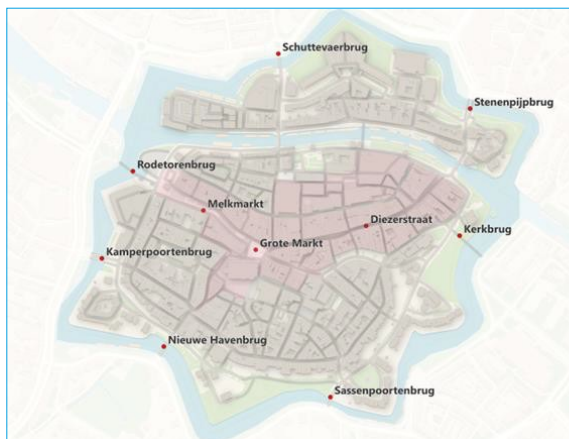 Schuttevaerbrug
Stenenpijpbrug
Rodetorenbrug
Melkmarkt
Diezerstraat
Kerkbrug
Grote Markt
Kamperpoortenbrug
Nieuwe Havenbrug
Sassenpoortenbrug